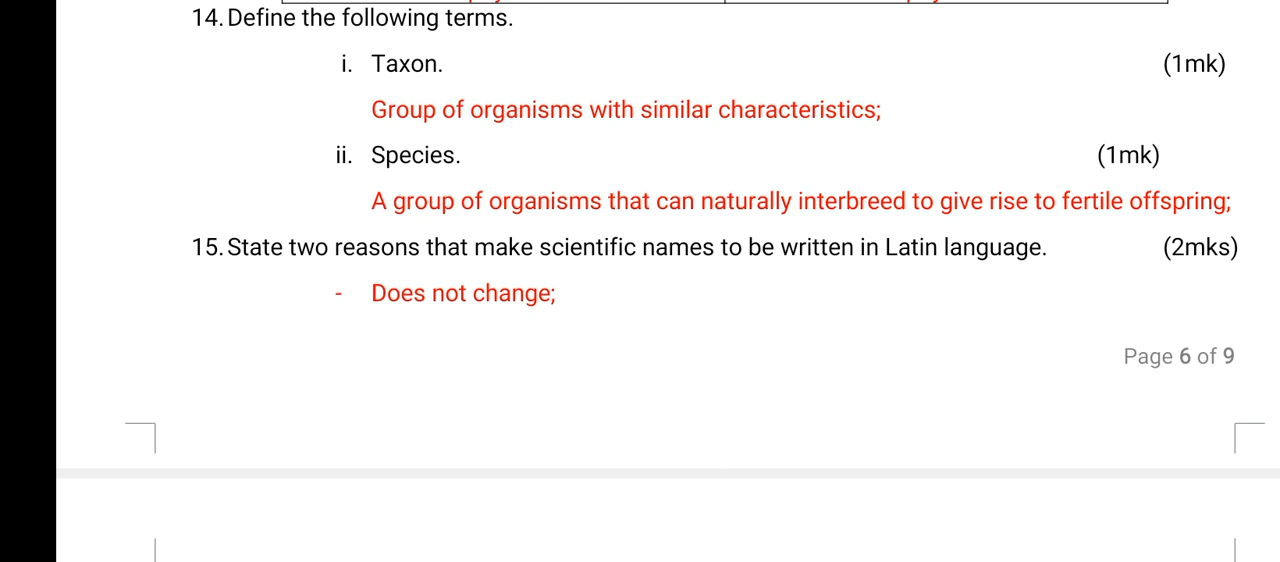 14. Define the following terms.
i. Taxon. (1mk)
Group of organisms with similar characteristics;
ii. Species. (1mk)
A group of organisms that can naturally interbreed to give rise to fertile offspring;
15. State two reasons that make scientific names to be written in Latin language. (2mks)
- Does not change;
Page 6 of 9